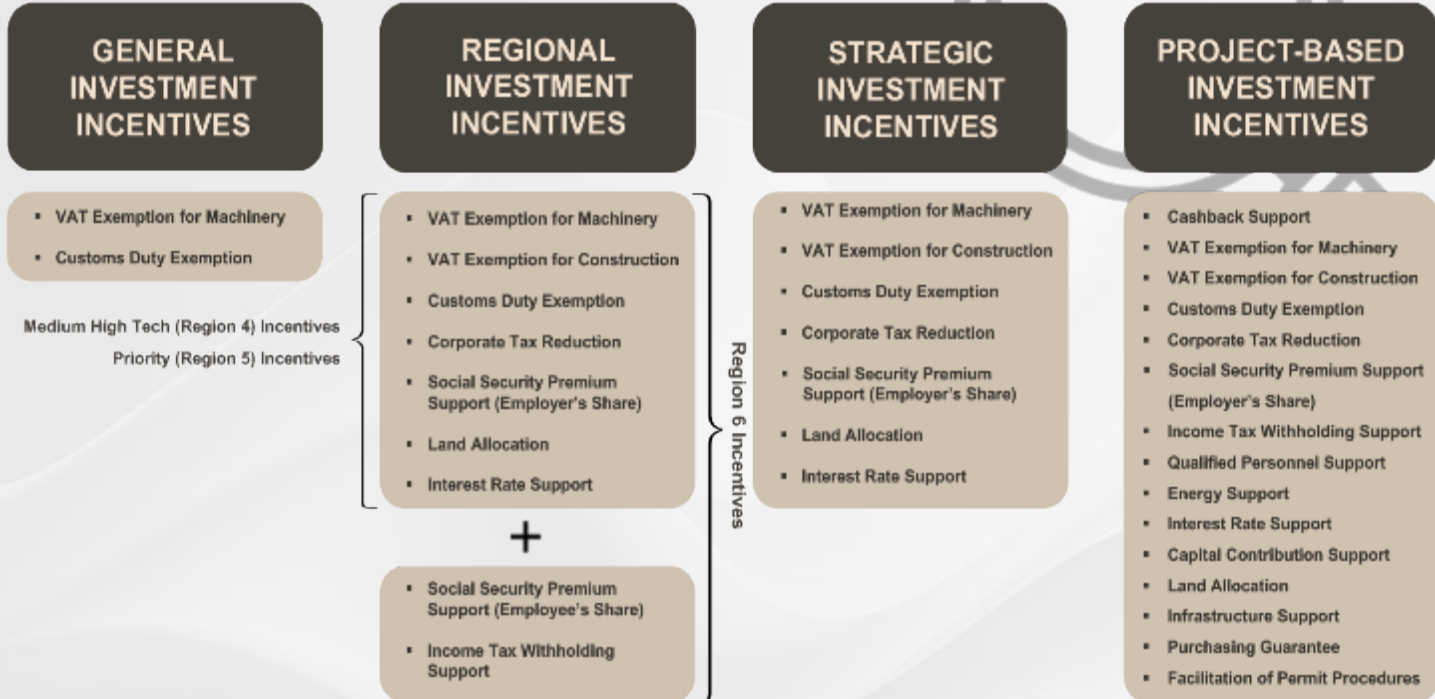 GENERAL
INVESTMENT
INCENTIVES
▪ VAT Exemption for Machinery
▪ Customs Duty Exemption
Medium High Tech (Region 4) Incentives
Priority (Region 5) Incentives
REGIONAL
INVESTMENT
INCENTIVES
▪ VAT Exemption for Machinery
▪ VAT Exemption for Construction
▪ Customs Duty Exemption
▪ Corporate Tax Reduction
▪ Social Security Premium
Support (Employer's Share)
▪ Land Allocation
▪ Interest Rate Support
+
▪ Social Security Premium
Support (Employee's Share)
▪ Income Tax Withholding
Support
Region 6 Incentives
STRATEGIC
INVESTMENT
INCENTIVES
▪ VAT Exemption for Machinery
▪ VAT Exemption for Construction
▪ Customs Duty Exemption
▪ Corporate Tax Reduction
▪ Social Security Premium
Support (Employer's Share)
▪ Land Allocation
▪ Interest Rate Support
PROJECT-BASED
INVESTMENT
INCENTIVES
▪ Cashback Support
▪ VAT Exemption for Machinery
▪ VAT Exemption for Construction
▪ Customs Duty Exemption
▪ Corporate Tax Reduction
▪ Social Security Premium Support
(Employer's Share)
▪ Income Tax Withholding Support
▪ Qualified Personnel Support
▪ Energy Support
▪ Interest Rate Support
▪ Capital Contribution Support
▪ Land Allocation
▪ Infrastructure Support
▪ Purchasing Guarantee
▪ Facilitation of Permit Procedures